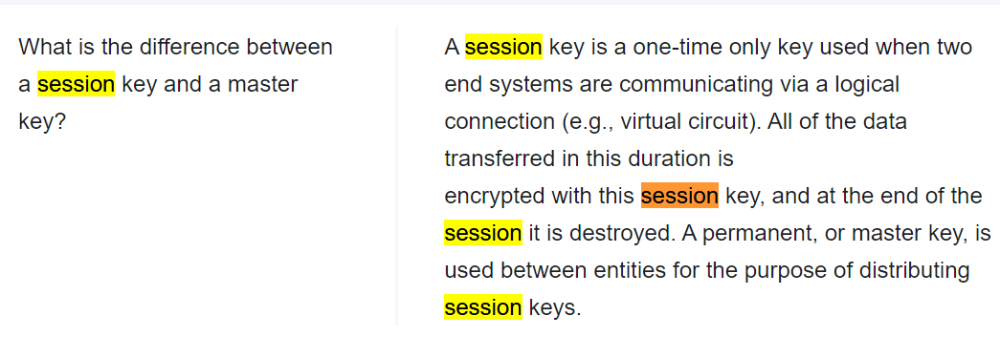 What is the difference between
a session key and a master
key?
A session key is a one-time only key used when two
end systems are communicating via a logical
connection (e.g., virtual circuit). All of the data
transferred in this duration is
encrypted with this session key, and at the end of the
session it is destroyed. A permanent, or master key, is
used between entities for the purpose of distributing
session keys.